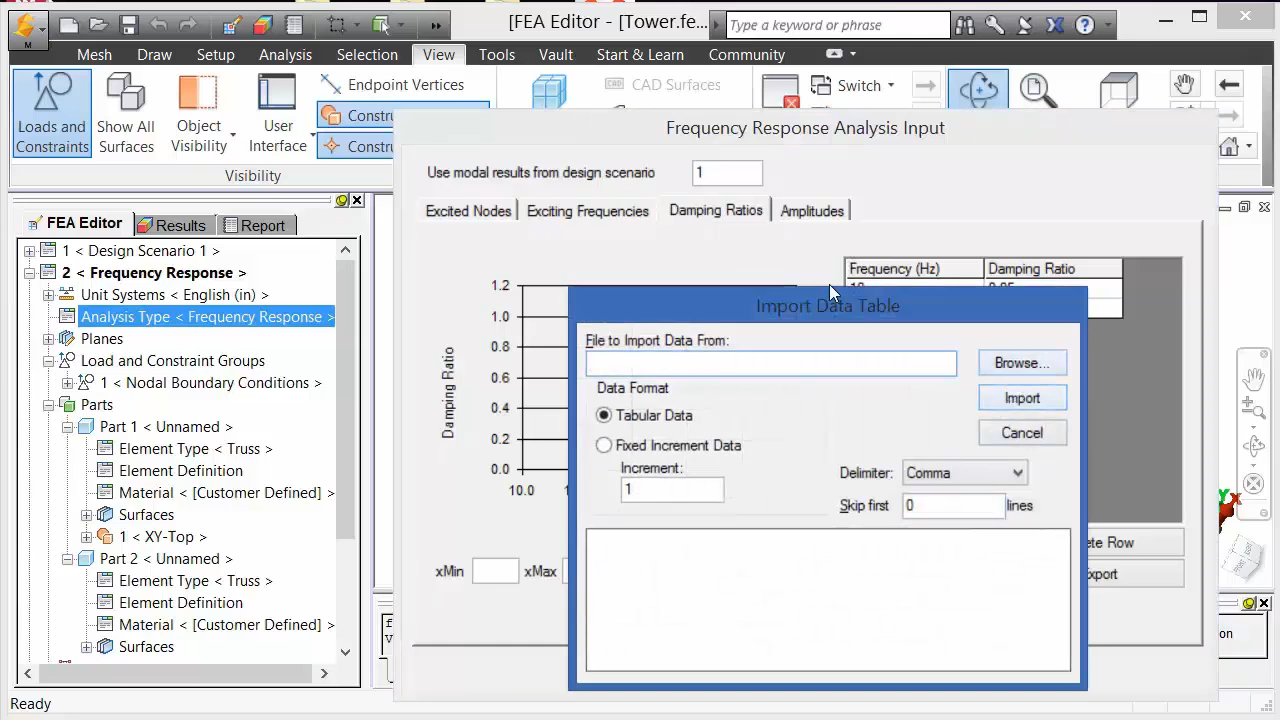 [FEA Editor - [Tower.fe...
Type a keyword or phrase
M
Mesh Draw Setup Analysis Selection View Tools Vault Start & Learn Community
Loads and Constraints
Show All Surfaces
Object Visibility
User Interface
Endpoint Vertices
Constru
Constru
CAD Surfaces
Switch
Visibility
Frequency Response Analysis Input
Use modal results from design scenario 1
Excited Nodes Exciting Frequencies Damping Ratios Amplitudes
FEA Editor Results Report
1 < Design Scenario 1 >
2 < Frequency Response >
Unit Systems < English (in) >
Analysis Type < Frequency Response >
Planes
Load and Constraint Groups
1 < Nodal Boundary Conditions >
Parts
Part 1 < Unnamed >
Element Type < Truss >
Element Definition
Material < [Customer Defined] >
Surfaces
1 < XY-Top >
Part 2 < Unnamed >
Element Type < Truss >
Element Definition
Material < [Customer Defined] >
Surfaces
Frequency (Hz) Damping Ratio
Damping Ratio
1.2
1.0
0.8
0.6
0.4
0.2
0.0
10.0
xMin xMax
Import Data Table
File to Import Data From:
Browse...
Data Format
Import
Tabular Data
Cancel
Fixed Increment Data
Increment:
1
Delimiter: Comma
Skip first 0 lines
ete Row
Export
on
Y X
Ready